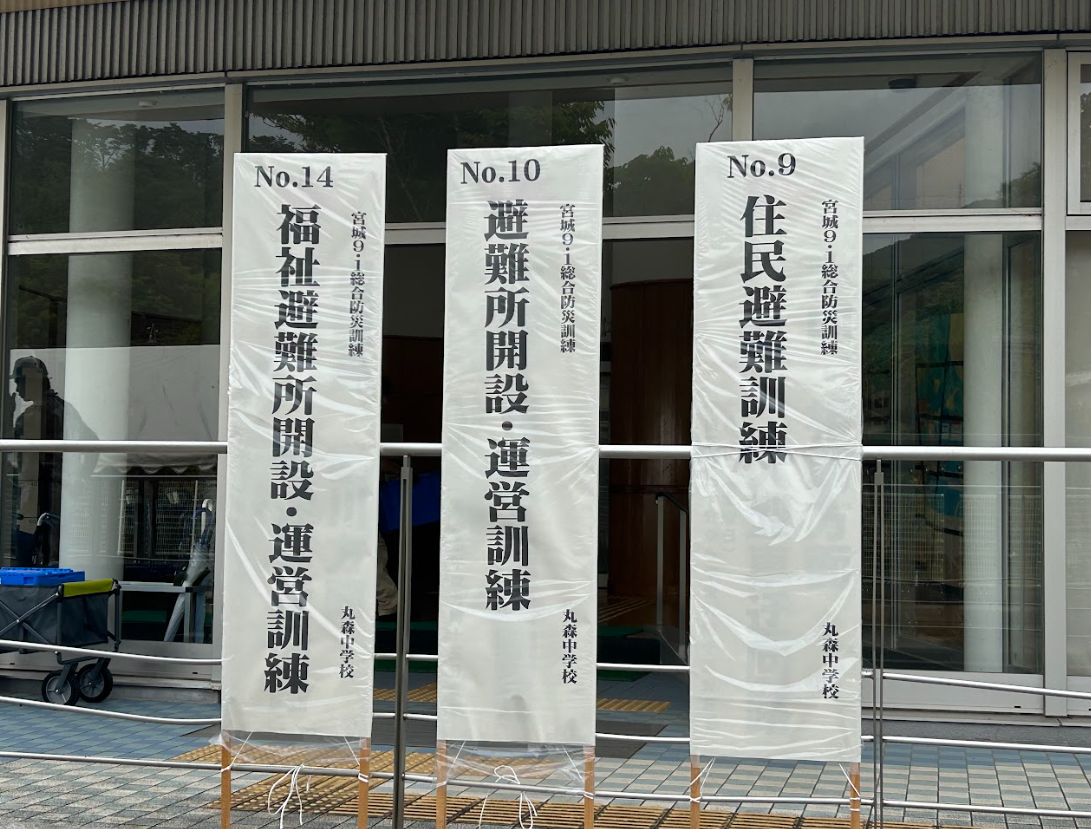 No.14
宮城9・1総合防災訓練
福祉避難所開設・運営訓練
丸森中学校
No.10
宮城9・1総合防災訓練
避難所開設・運営訓練
丸森中学校
No.9
宮城9・1総合防災訓練
住民避難訓練
丸森中学校